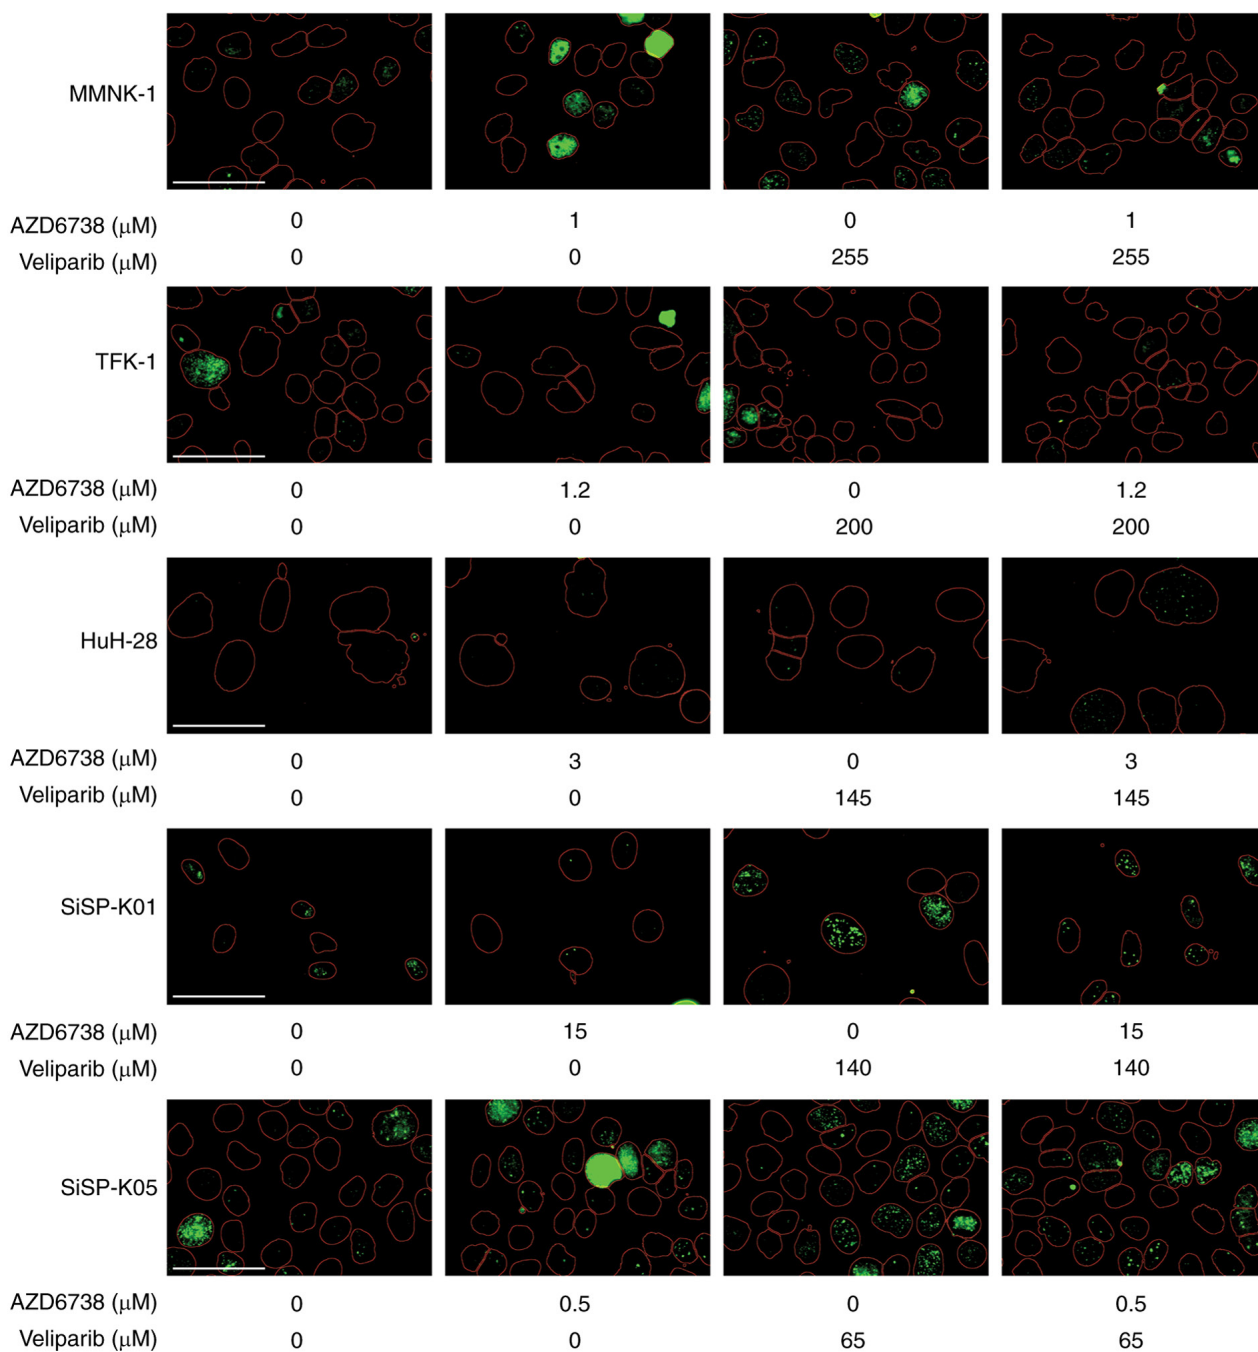 MMNK-1
AZD6738 (μM) 0 1 0 1
Veliparib (μM) 0 0 255 255
TFK-1
AZD6738 (μM) 0 1.2 0 1.2
Veliparib (μM) 0 0 200 200
HuH-28
AZD6738 (μM) 0 3 0 3
Veliparib (μM) 0 0 145 145
SiSP-K01
AZD6738 (μM) 0 15 0 15
Veliparib (μM) 0 0 140 140
SiSP-K05
AZD6738 (μM) 0 0.5 0 0.5
Veliparib (μM) 0 0 65 65